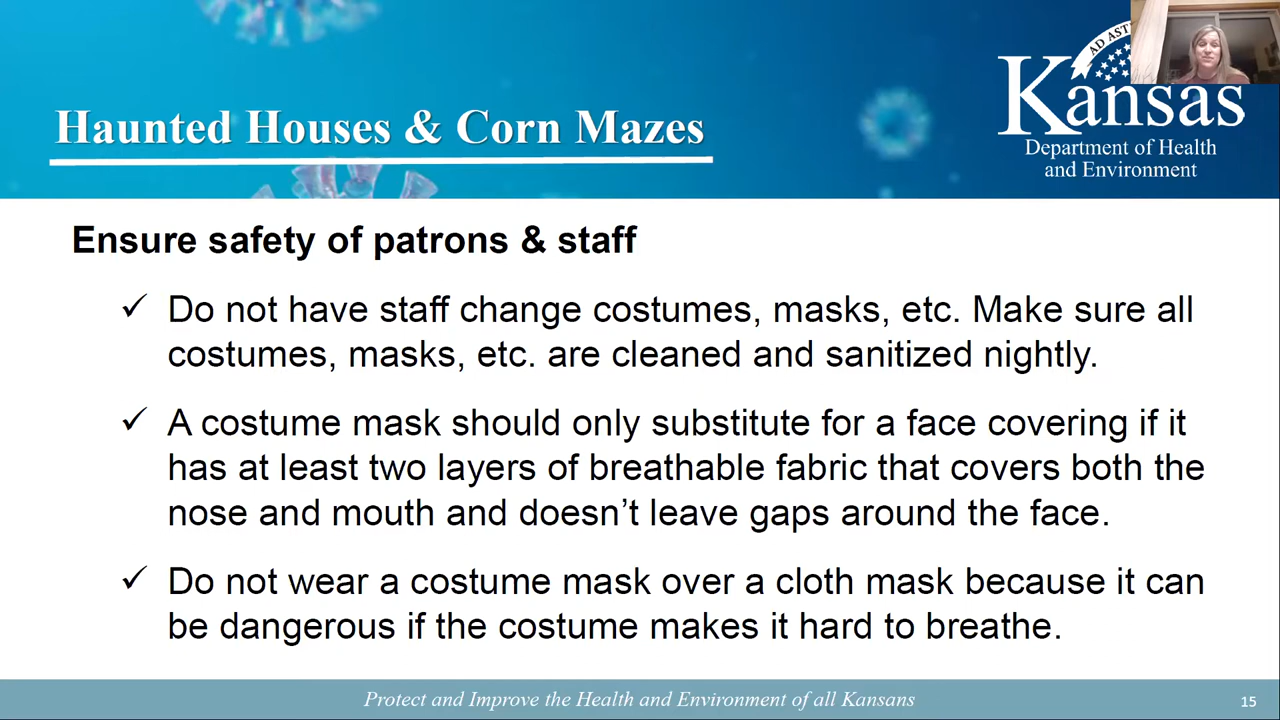 AD AST
Kansas
Department of Health
and Environment
Haunted Houses & Corn Mazes
Ensure safety of patrons & staff
✓ Do not have staff change costumes, masks, etc. Make sure all
costumes, masks, etc. are cleaned and sanitized nightly.
✓ A costume mask should only substitute for a face covering if it
has at least two layers of breathable fabric that covers both the
nose and mouth and doesn’t leave gaps around the face.
✓ Do not wear a costume mask over a cloth mask because it can
be dangerous if the costume makes it hard to breathe.
Protect and Improve the Health and Environment of all Kansans
15